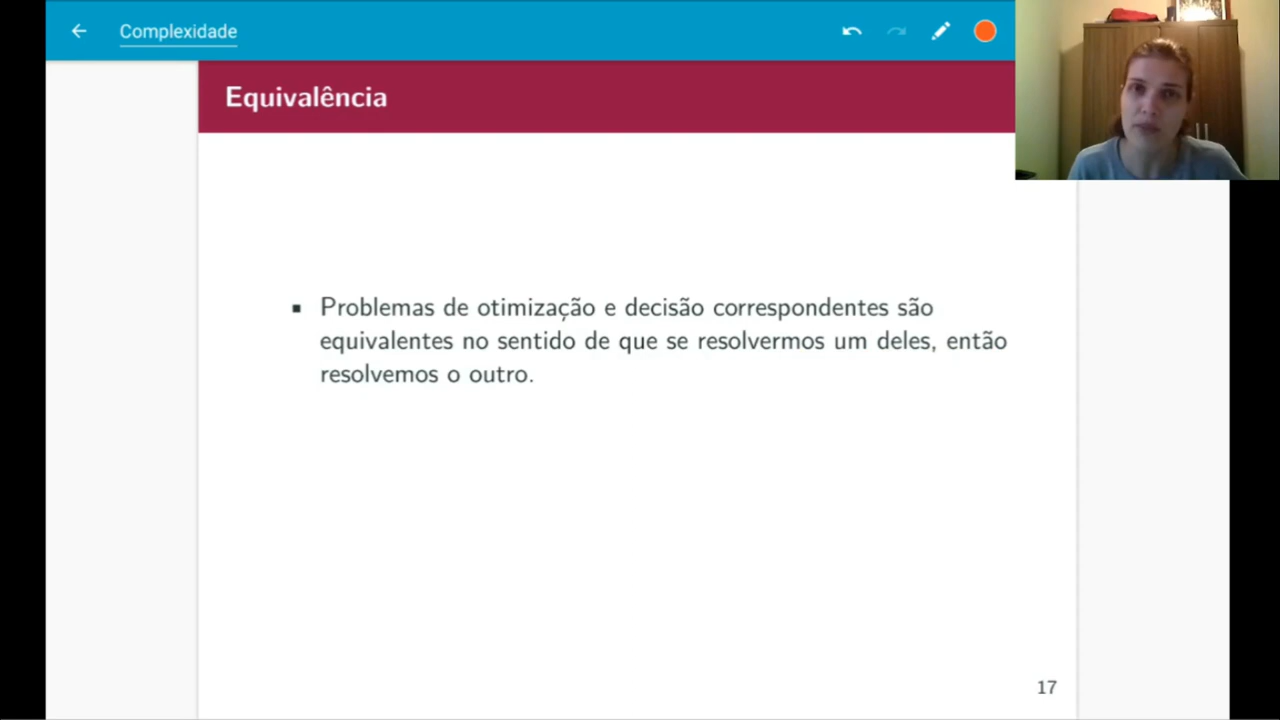 Complexidade
Equivalência
▪ Problemas de otimização e decisão correspondentes são
equivalentes no sentido de que se resolvermos um deles, então
resolvemos o outro.
17